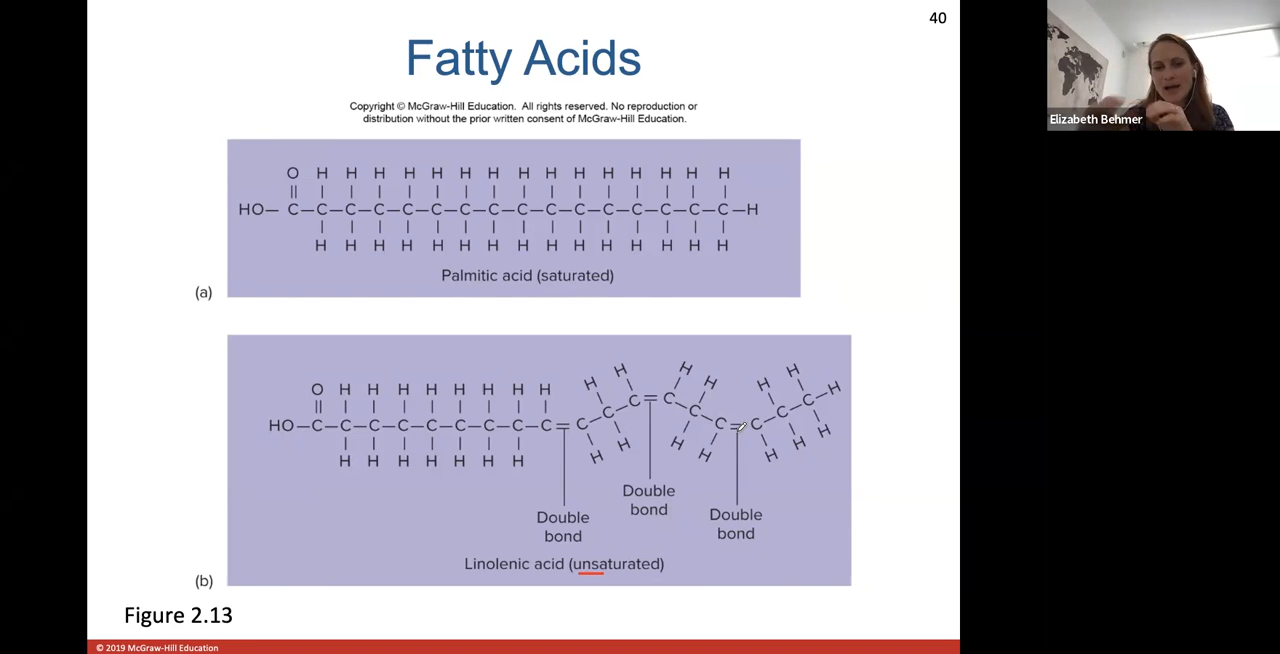 40
Fatty Acids
Copyright © McGraw-Hill Education. All rights reserved. No reproduction or
distribution without the prior written consent of McGraw-Hill Education.
O H H H H H H H H H H H H H H H
HO—C—C—C—C—C—C—C—C—C—C—C—C—C—C—C—C—H
H H H H H H H H H H H H H H H
Palmitic acid (saturated)
(a)
O H H H H H H H H H H H H H H H
HO—C—C—C—C—C—C—C—C—C=C—C—C=C—C—C=C—C—C—H
H H H H H H H H H H H H H H
Double
bond
Double
bond
Double
bond
Linolenic acid (unsaturated)
(b)
Figure 2.13
© 2019 McGraw-Hill Education
Elizabeth Behmer